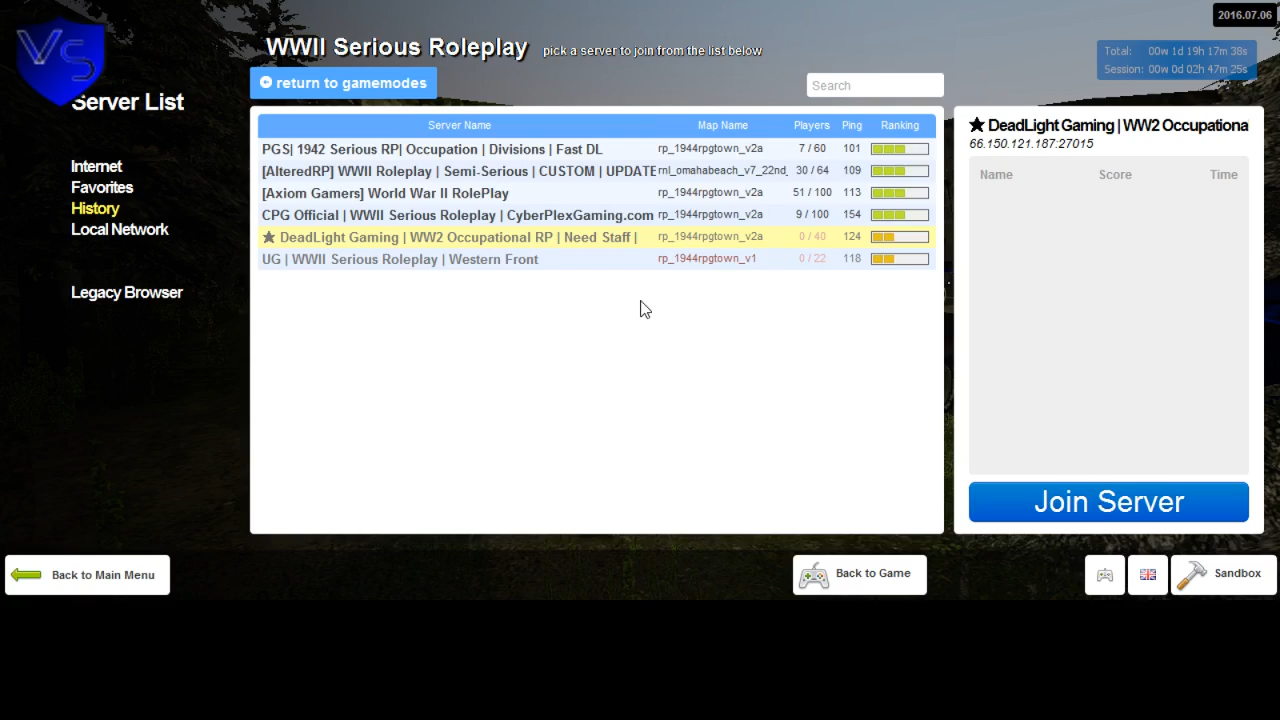 2016.07.06
VS
WWII Serious Roleplay pick a server to join from the list below
Total: 00w 1d 19h 17m 38s
Session: 00w 0d 02h 47m 25s
return to gamemodes
Search
Server List
Internet
Favorites
History
Local Network
Legacy Browser
Server Name Map Name Players Ping Ranking
PGS| 1942 Serious RP| Occupation | Divisions | Fast DL rp_1944rpgtown_v2a 7 / 60 101
[AlteredRP] WWII Roleplay | Semi-Serious | CUSTOM | UPDATE rnl_omahabeach_v7_22nd_ 30 / 64 109
[Axiom Gamers] World War II RolePlay rp_1944rpgtown_v2a 51 / 100 113
CPG Official | WWII Serious Roleplay | CyberPlexGaming.com rp_1944rpgtown_v2a 9 / 100 154
★ DeadLight Gaming | WW2 Occupational RP | Need Staff | rp_1944rpgtown_v2a 0 / 40 124
UG | WWII Serious Roleplay | Western Front rp_1944rpgtown_v1 0 / 22 118
★ DeadLight Gaming | WW2 Occupationa
66.150.121.187:27015
Name Score Time
Join Server
Back to Main Menu
Back to Game
Sandbox